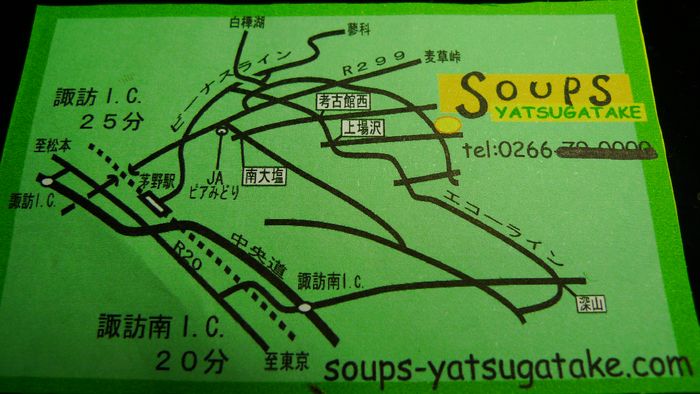 白樺湖
蓼科
ビーナスライン
R299
麦草峠
諏訪I.C.
25分
考古館西
SOUPS
YATSUGATAKE
上場沢
tel:0266
至松本
茅野駅
JA
ピアみどり
南大塩
諏訪I.C.
エコーライン
R20
中央道
諏訪南I.C.
深山
諏訪南I.C.
20分
至東京
soups-yatsugatake.com